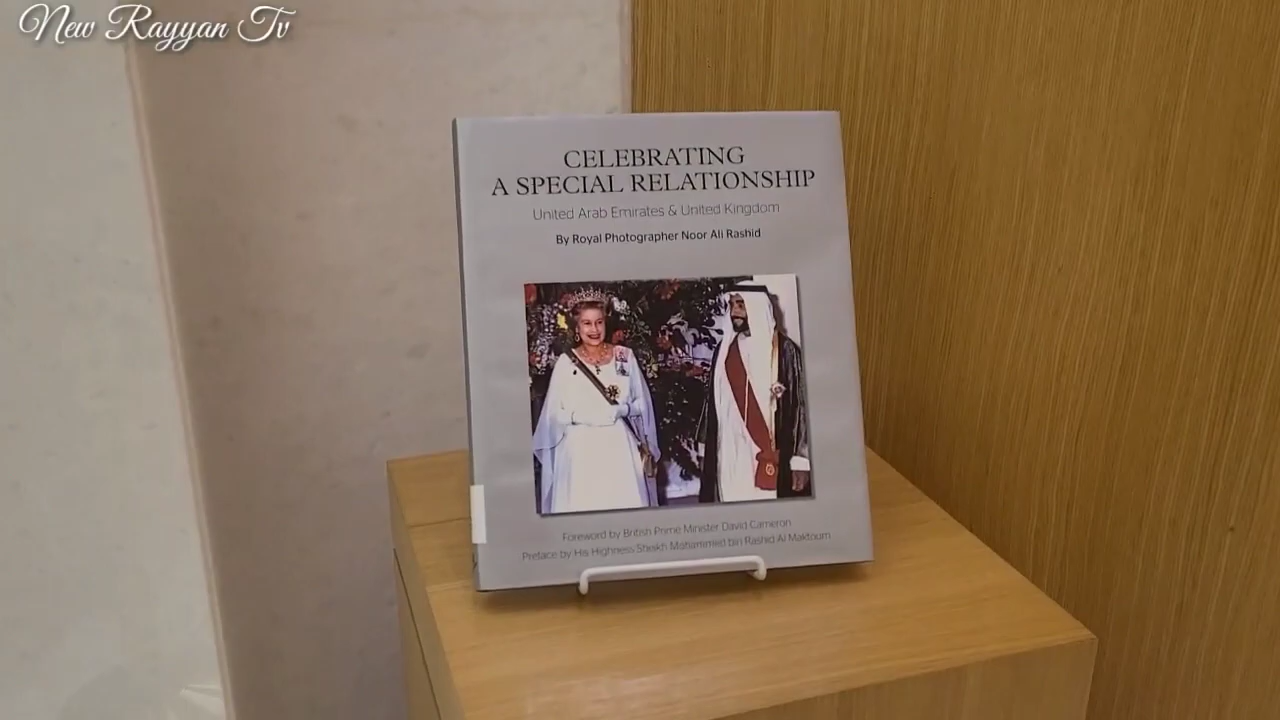 New Rayyan Tv
CELEBRATING
A SPECIAL RELATIONSHIP
United Arab Emirates & United Kingdom
By Royal Photographer Noor Ali Rashid
Foreword by British Prime Minister David Cameron
Preface by His Highness Sheikh Mohammed bin Rashid Al Maktoum